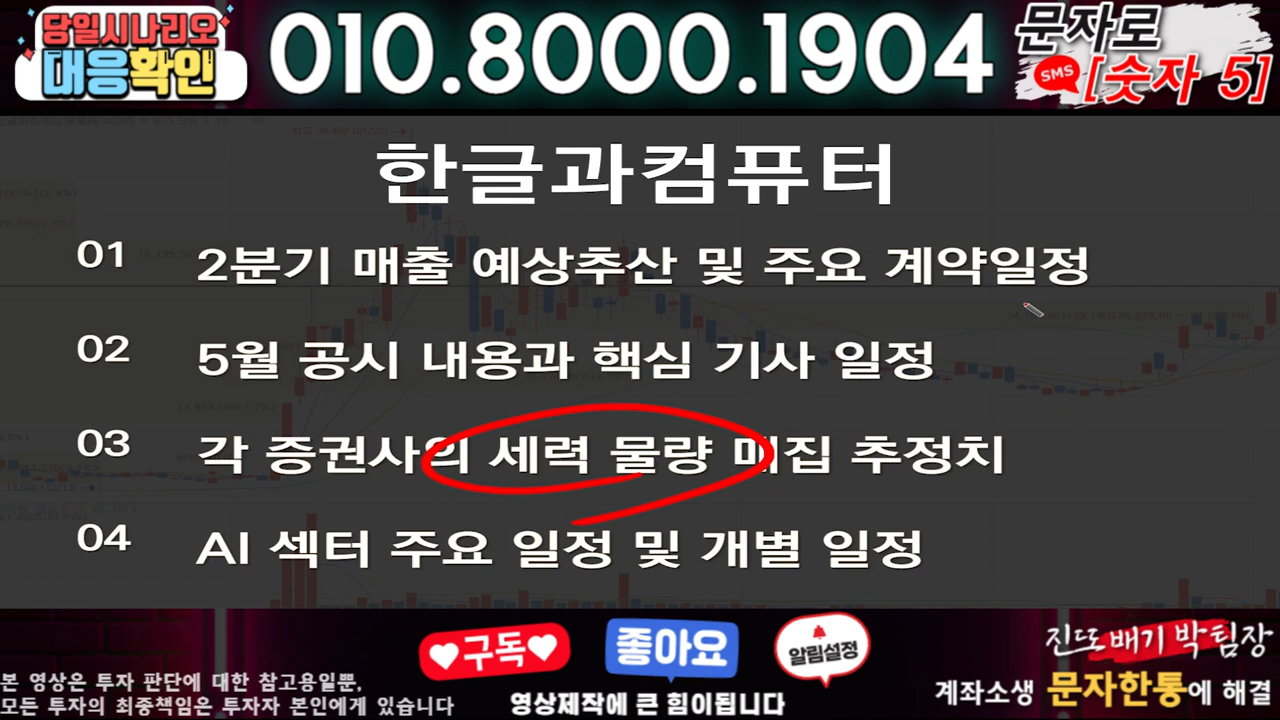 당일시나리오
대응확인
010.8000.1904
문자로
SMS
[숫자 5]
한글과컴퓨터
01 2분기 매출 예상추산 및 주요 계약일정
02 5월 공시 내용과 핵심 기사 일정
03 각 증권사의 세력 물량 매집 추정치
04 AI 섹터 주요 일정 및 개별 일정
구독
좋아요
알림설정
영상제작에 큰 힘이됩니다
본 영상은 투자 판단에 대한 참고용일뿐,
모든 투자의 최종책임은 투자자 본인에게 있습니다
진또배기 박팀장
계좌소생 문자한통에 해결